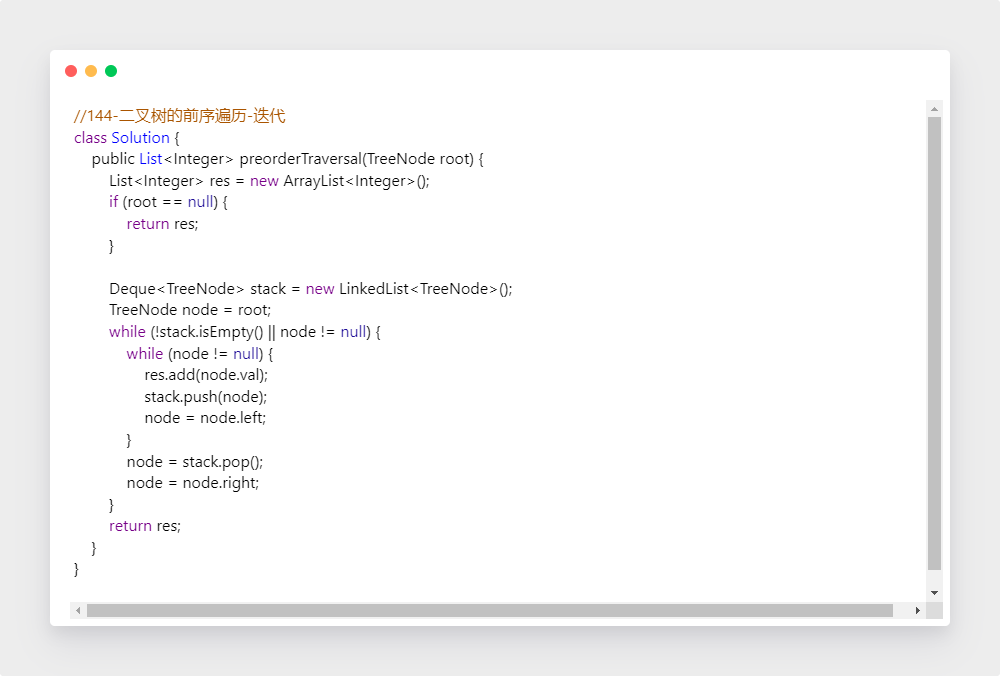 //144-二叉树的前序遍历-迭代
class Solution {
    public List<Integer> preorderTraversal(TreeNode root) {
        List<Integer> res = new ArrayList<Integer>();
        if (root == null) {
            return res;
        }

        Deque<TreeNode> stack = new LinkedList<TreeNode>();
        TreeNode node = root;
        while (!stack.isEmpty() || node != null) {
            while (node != null) {
                res.add(node.val);
                stack.push(node);
                node = node.left;
            }
            node = stack.pop();
            node = node.right;
        }
        return res;
    }
}